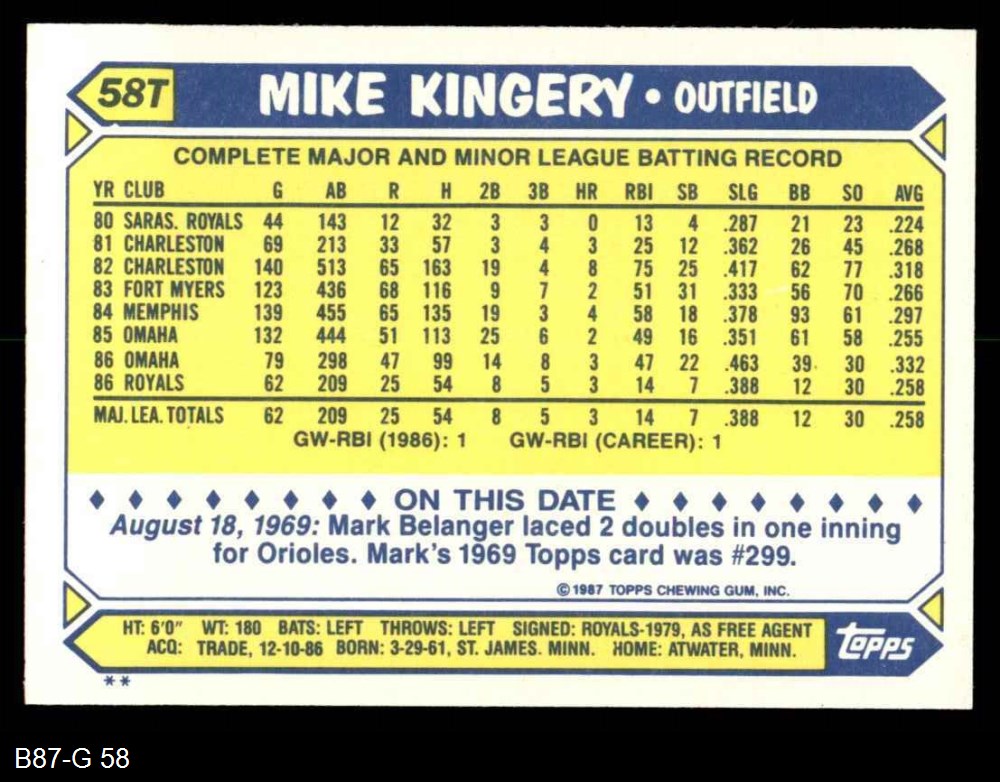 58T MIKE KINGERY • OUTFIELD
COMPLETE MAJOR AND MINOR LEAGUE BATTING RECORD
YR CLUB G AB R H 2B 3B HR RBI SB SLG BB SO AVG
80 SARAS. ROYALS 44 143 12 32 3 3 0 13 4 .287 21 23 .224
81 CHARLESTON 69 213 33 57 3 4 3 25 12 .362 26 45 .268
82 CHARLESTON 140 513 65 163 19 4 8 75 25 .417 62 77 .318
83 FORT MYERS 123 436 68 116 9 7 2 51 31 .333 56 70 .266
84 MEMPHIS 139 455 65 135 19 3 4 58 18 .378 93 61 .297
85 OMAHA 132 444 51 113 25 6 2 49 16 .351 61 58 .255
86 OMAHA 79 298 47 99 14 8 3 47 22 .463 39 30 .332
86 ROYALS 62 209 25 54 8 5 3 14 7 .388 12 30 .258
MAJ. LEA. TOTALS 62 209 25 54 8 5 3 14 7 .388 12 30 .258
GW-RBI (1986): 1 GW-RBI (CAREER): 1
ON THIS DATE
August 18, 1969: Mark Belanger laced 2 doubles in one inning
for Orioles. Mark's 1969 Topps card was #299.
© 1987 TOPPS CHEWING GUM, INC.
HT: 6'0" WT: 180 BATS: LEFT THROWS: LEFT SIGNED: ROYALS-1979, AS FREE AGENT
ACQ: TRADE, 12-10-86 BORN: 3-29-61, ST. JAMES. MINN. HOME: ATWATER, MINN.
topps
**
B87-G 58